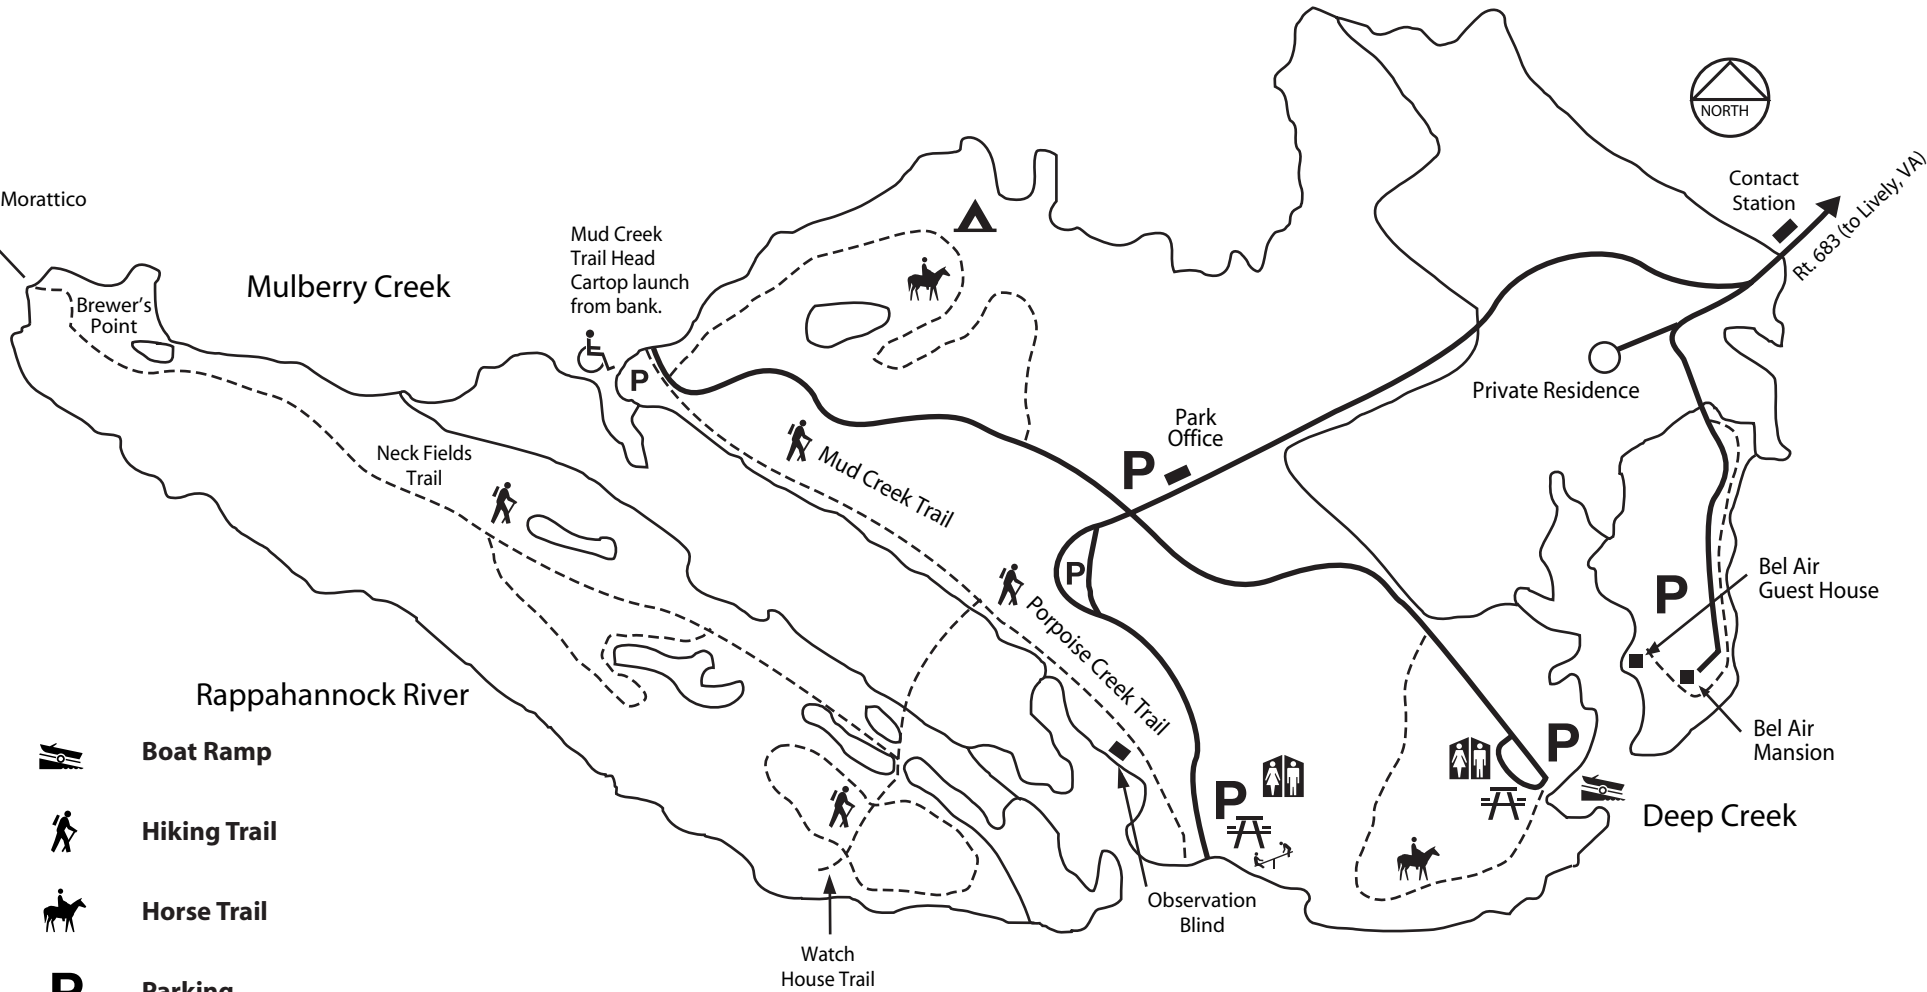 NORTH
Contact
Station
Rt. 683 (to Lively, VA)
Morattico
Mud Creek
Trail Head
Cartop launch
from bank.
Mulberry Creek
Brewer's
Point
P
Private Residence
Park
Office
P
Neck Fields
Trail
Mud Creek Trail
P
Porpoise Creek Trail
Bel Air
Guest House
P
Rappahannock River
Bel Air
Mansion
P
P
Deep Creek
Observation
Blind
Watch
House Trail
Boat Ramp
Hiking Trail
Horse Trail
P Parking